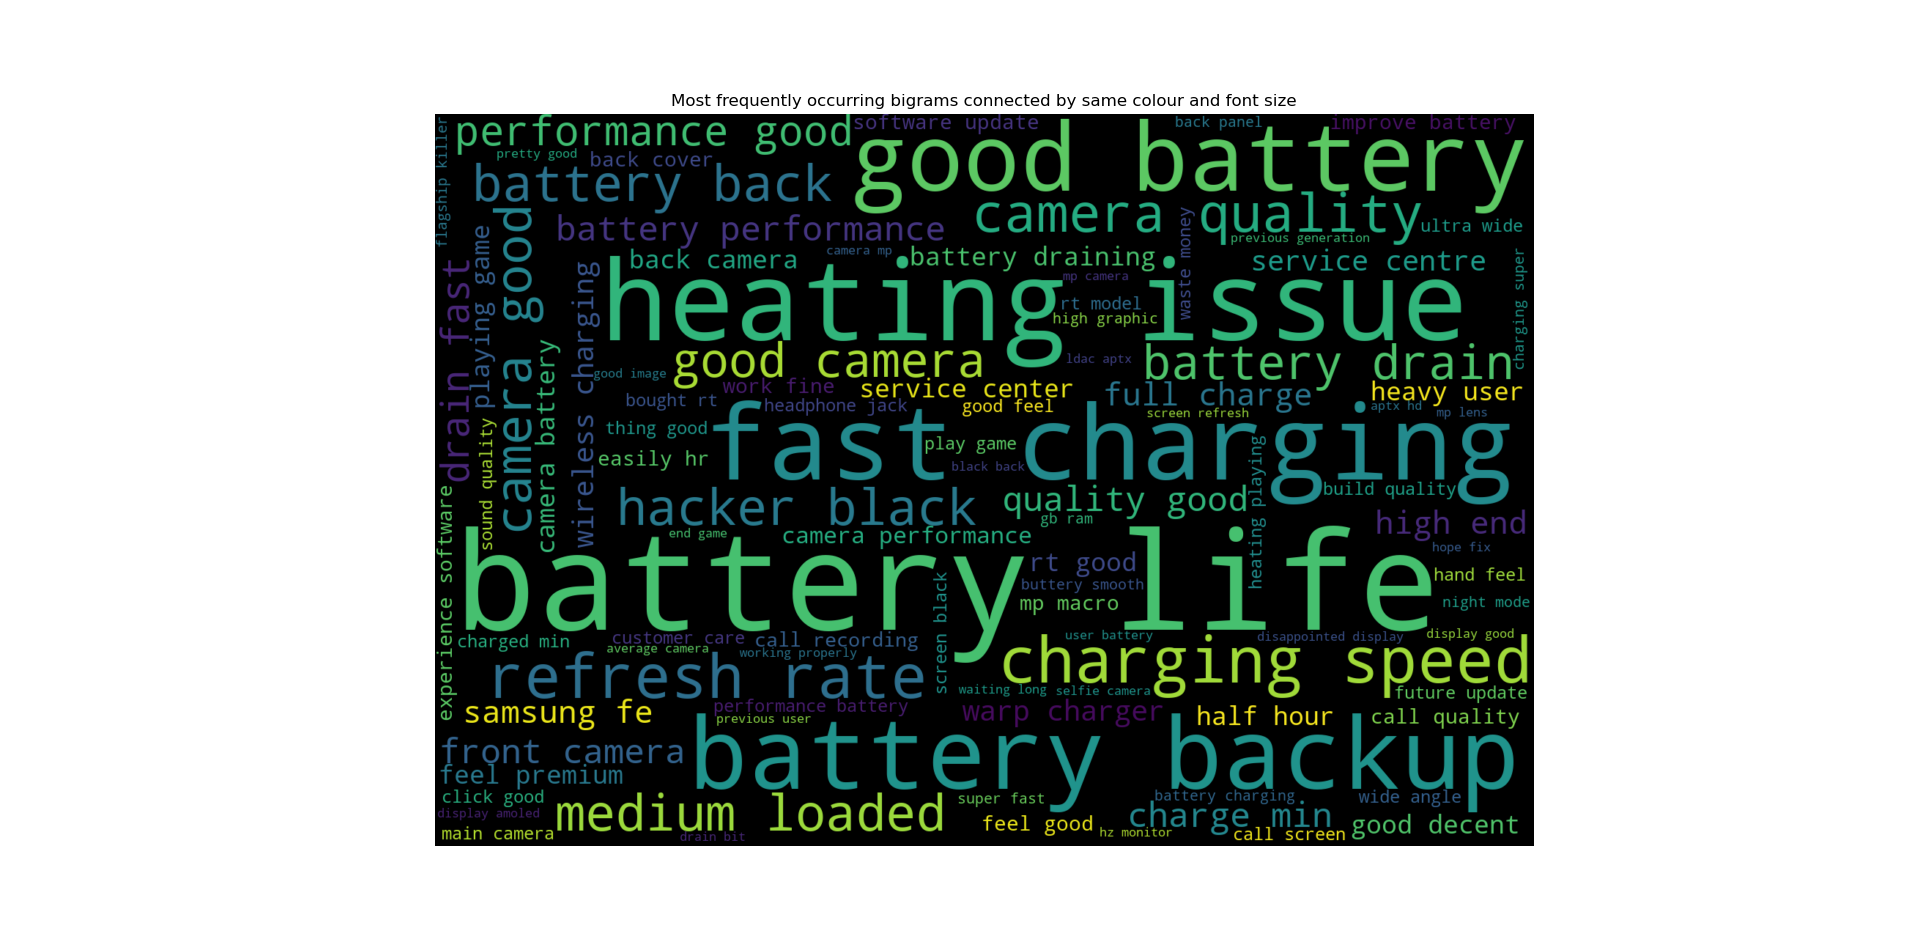 Most frequently occurring bigrams connected by same colour and font size
performance good
software update
back panel
improve battery
flagship killer
pretty good
back cover
good battery
battery back
camera quality
battery performance
waste money
ultra wide
previous generation
camera good
playing game
drain fast
back camera
camera mp
battery draining
service centre
wireless charging
heating issue
mp camera
rt model
high graphic
charging super
camera battery
good camera
ldac aptx
battery drain
good image
work fine
service center
full charge
heavy user
bought rt
headphone jack
good feel
screen refresh
aptx hd
mp lens
sound quality
thing good
fast charging
play game
easily hr
black back
heating playing
experience software
hacker black
quality good
build quality
gb ram
high end
end game
camera performance
hope fix
battery life
rt good
buttery smooth
hand feel
screen black
mp macro
night mode
charged min
customer care
call recording
user battery
disappointed display
display good
average camera
working properly
refresh rate
charging speed
waiting long
selfie camera
future update
samsung fe
performance battery
previous user
warp charger
half hour
call quality
front camera
battery backup
feel premium
click good
super fast
battery charging
wide angle
display amoled
medium loaded
charge min
main camera
drain bit
feel good
hz monitor
call screen
good decent